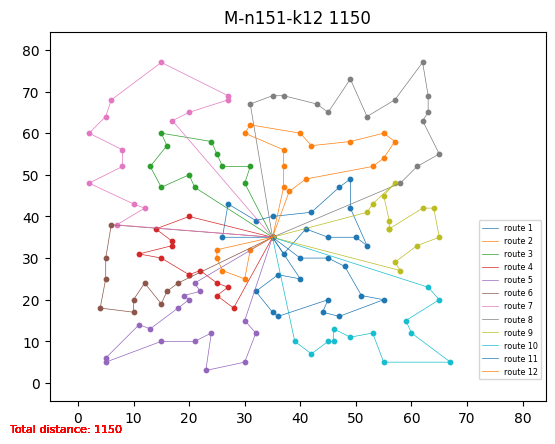 M-n151-k12 1150
80
70
60
50
40
30
20
10
0
route 1
route 2
route 3
route 4
route 5
route 6
route 7
route 8
route 9
route 10
route 11
route 12
0 10 20 30 40 50 60 70 80
Total distance: 1150